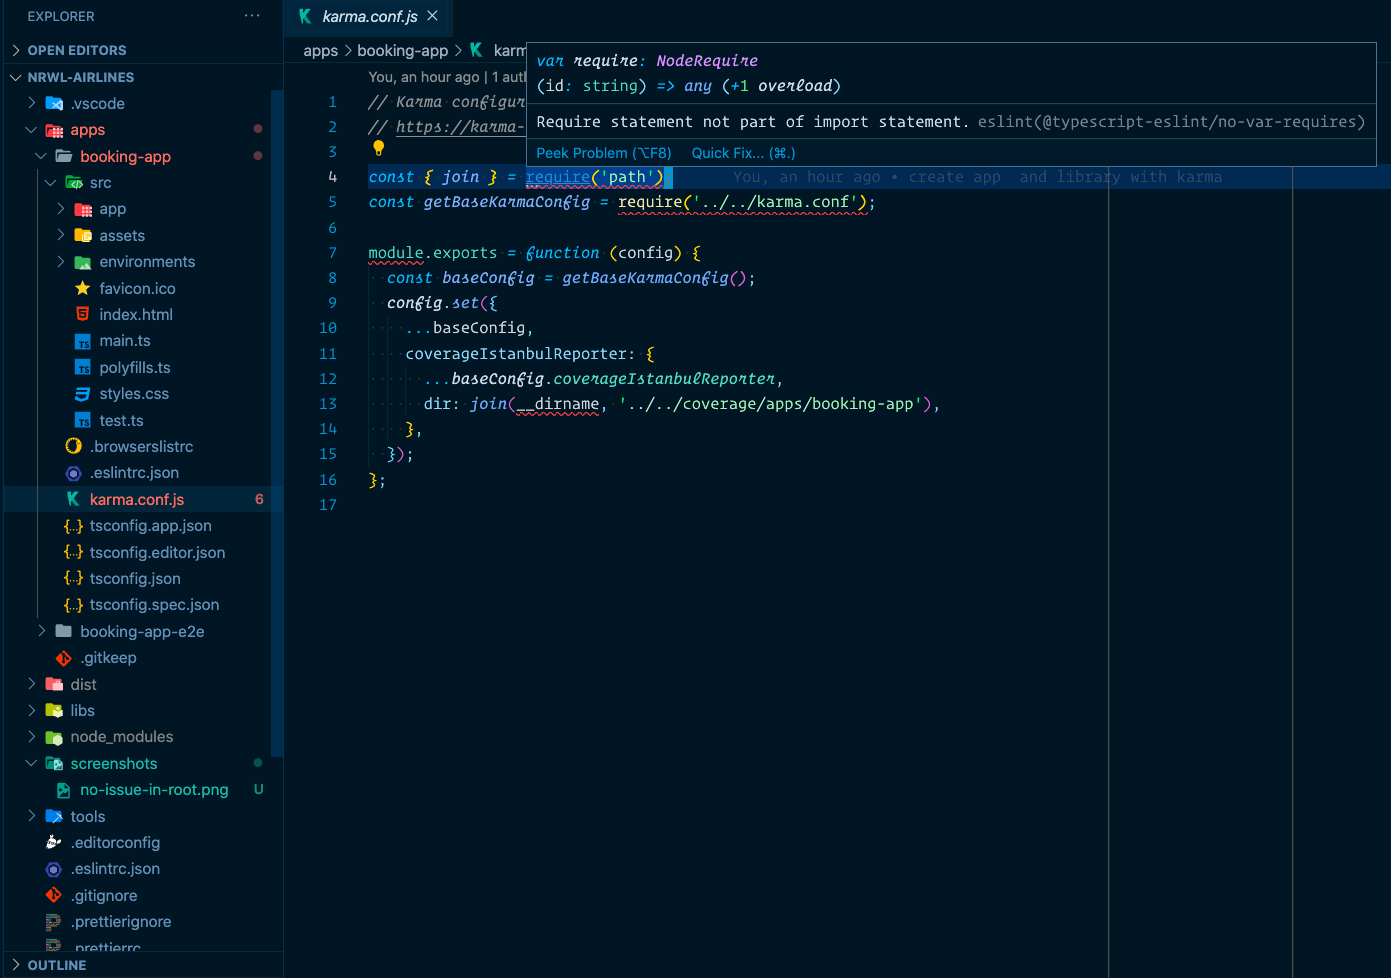 EXPLORER
OPEN EDITORS
NRWL-AIRLINES
.vscode
apps
booking-app
src
app
assets
environments
favicon.ico
index.html
main.ts
polyfills.ts
styles.css
test.ts
.browserslistrc
.eslintrc.json
karma.conf.js 6
tsconfig.app.json
tsconfig.editor.json
tsconfig.json
tsconfig.spec.json
booking-app-e2e
.gitkeep
dist
libs
node_modules
screenshots
no-issue-in-root.png U
tools
.editorconfig
.eslintrc.json
.gitignore
.prettierignore
.prettierrc
OUTLINE
karma.conf.js
apps > booking-app > karm
You, an hour ago | 1 auth
var require: NodeRequire
(id: string) => any (+1 overload)
Require statement not part of import statement. eslint(@typescript-eslint/no-var-requires)
Peek Problem (⌥F8) Quick Fix... (⌘.)
1 // Karma configur
2 // https://karma-
3
4 const { join } = require('path'); You, an hour ago • create app  and library with karma
5 const getBaseKarmaConfig = require('../../karma.conf');
6
7 module.exports = function (config) {
8 const baseConfig = getBaseKarmaConfig();
9 config.set({
10 ...baseConfig,
11 coverageIstanbulReporter: {
12 ...baseConfig.coverageIstanbulReporter,
13 dir: join(__dirname, '../../coverage/apps/booking-app'),
14 },
15 });
16 };
17